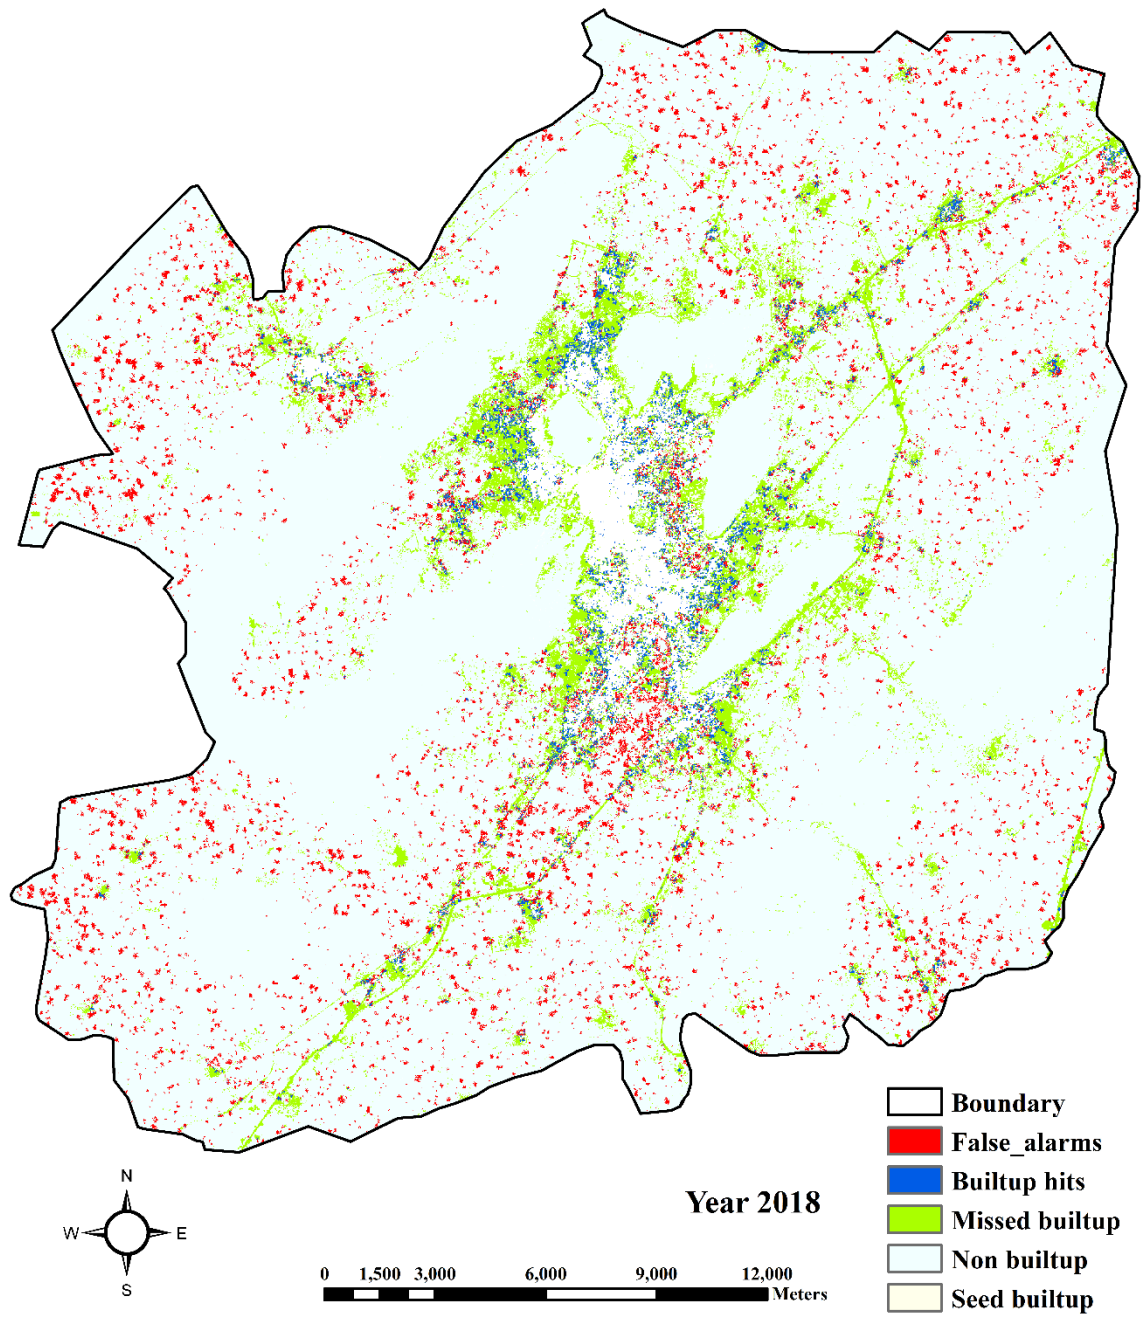 Boundary
False_alarms
Builtup hits
Missed builtup
Non builtup
Seed builtup
Year 2018
N
W E
S
0 1,500 3,000 6,000 9,000 12,000
Meters